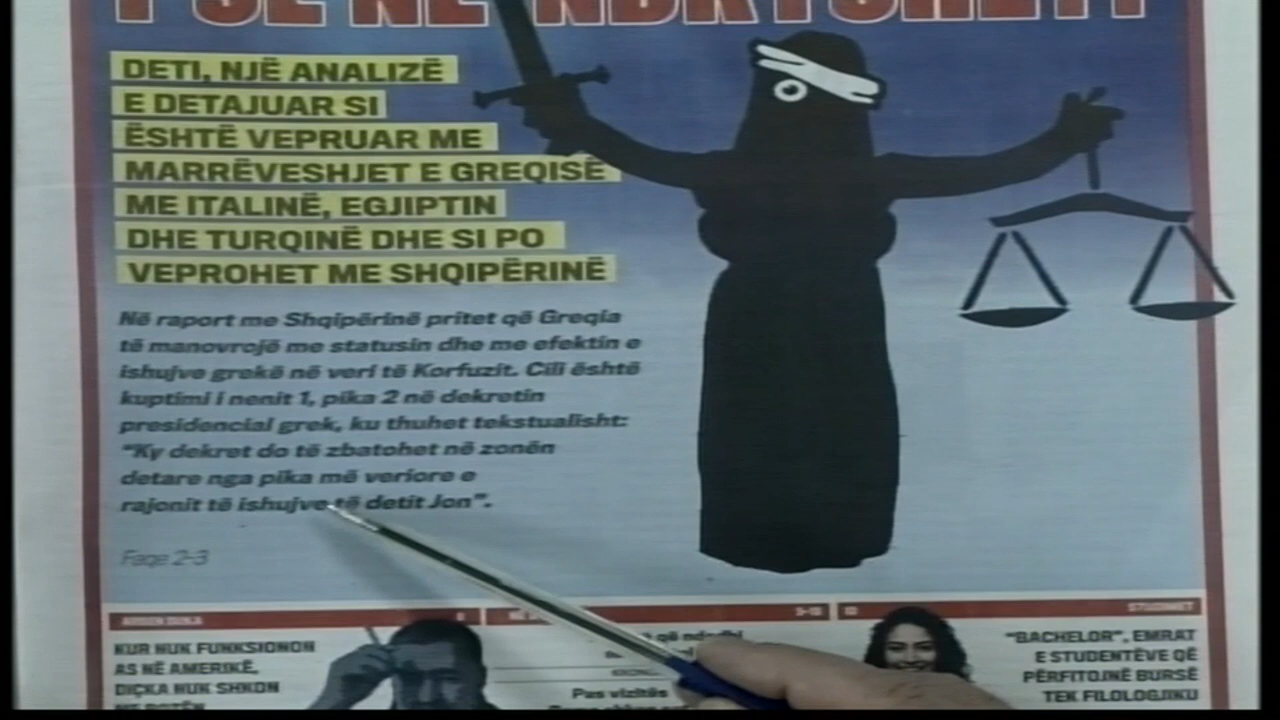 DETI, NJË ANALIZË
E DETAJUAR SI
ËSHTË VEPRUAR ME
MARRËVESHJET E GREQISË
ME ITALINË, EGJIPTIN
DHE TURQINË DHE SI PO
VEPROHET ME SHQIPËRINË
Në raport me Shqipërinë pritet që Greqia
të manovrojë me statusin dhe me efektin e
ishujve grekë në veri të Korfuzit. Cili është
kuptimi i nenit 1, pika 2 në dekretin
presidencial grek, ku thuhet tekstualisht:
"Ky dekret do të zbatohet në zonën
detare nga pika më veriore e
rajonit të ishujve të detit Jon".
Faqe 2-3
KUR NUK FUNKSIONON
AS NË AMERIKË,
DIÇKA NUK SHKON
Pas vizitës
"BACHELOR", EMRAT
E STUDENTËVE QË
PËRFITOJNË BURSË
TEK FILOLOGJIKU